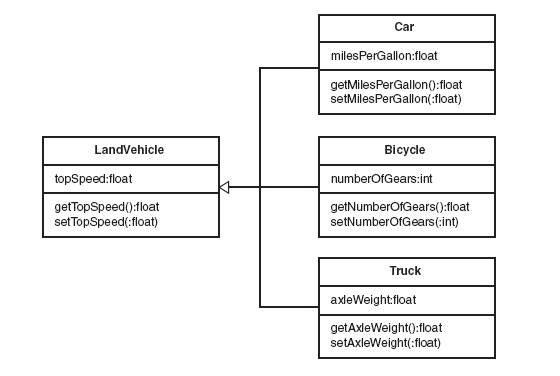 LandVehicle
topSpeed:float
getTopSpeed():float
setTopSpeed(:float)
Car
milesPerGallon:float
getMilesPerGallon():float
setMilesPerGallon(:float)
Bicycle
numberOfGears:int
getNumberOfGears():float
setNumberOfGears(:int)
Truck
axleWeight:float
getAxleWeight():float
setAxleWeight(:float)